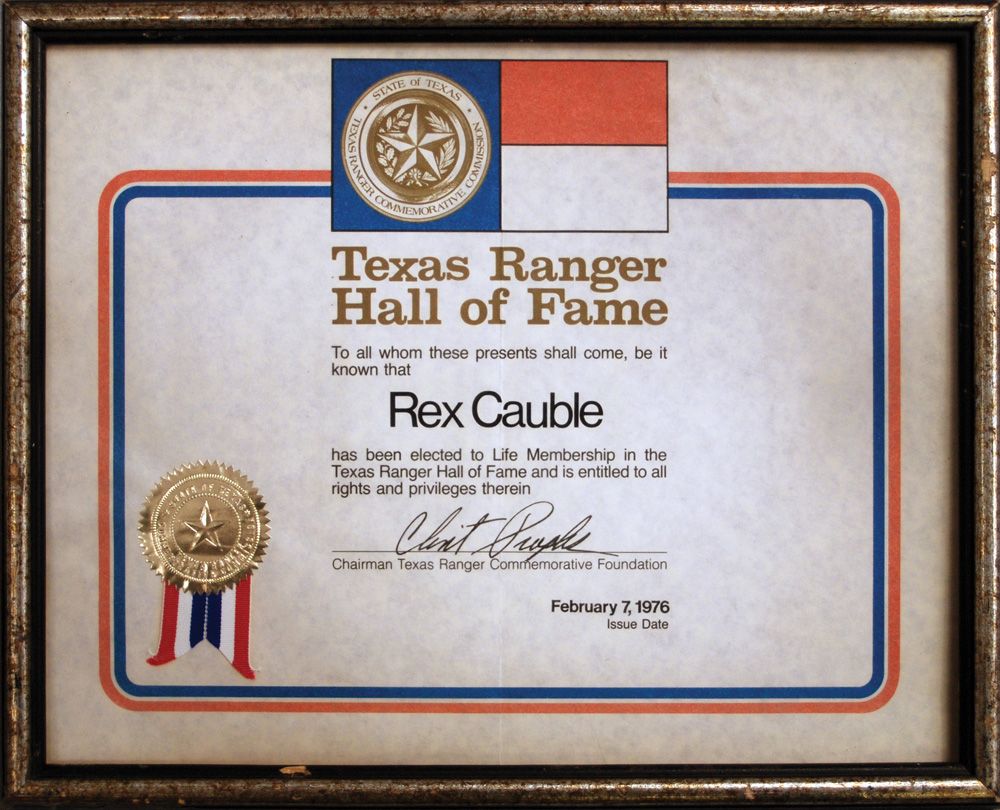 STATE of TEXAS
TEXAS RANGER COMMEMORATIVE COMMISSION
Texas Ranger
Hall of Fame
To all whom these presents shall come, be it
known that
Rex Cauble
has been elected to Life Membership in the
Texas Ranger Hall of Fame and is entitled to all
rights and privileges therein
Clint Peoples
Chairman Texas Ranger Commemorative Foundation
February 7, 1976
Issue Date